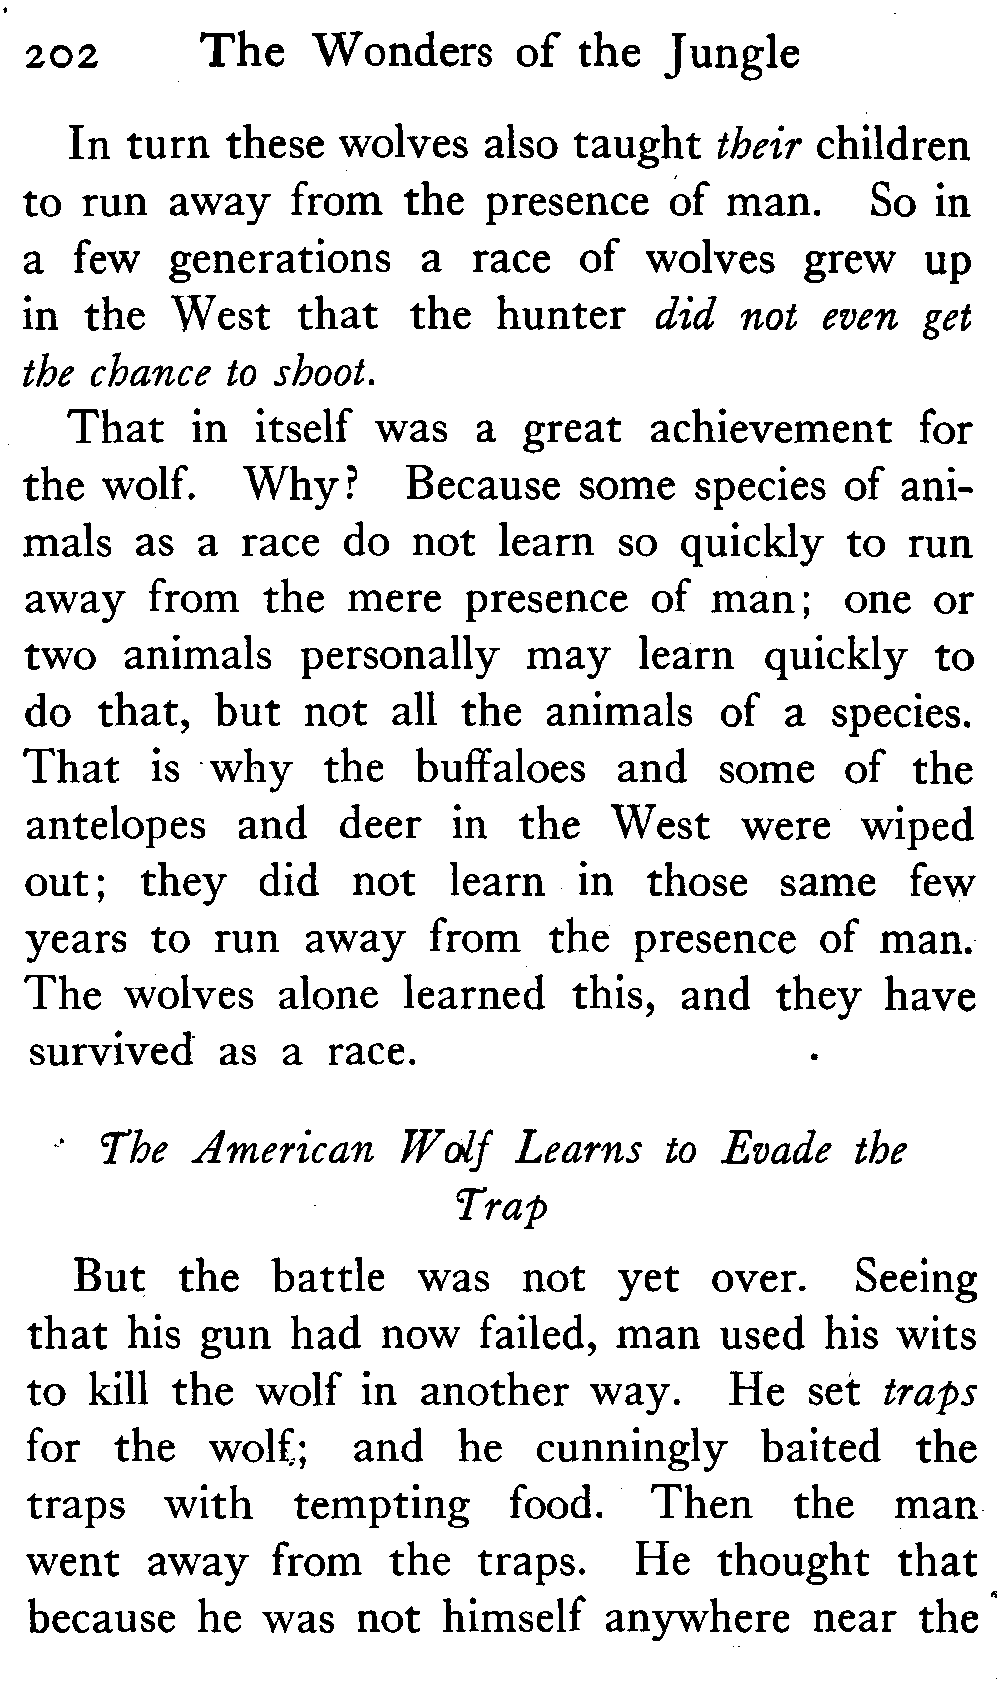 202 The Wonders of the Jungle
In turn these wolves also taught their children
to run away from the presence of man. So in
a few generations a race of wolves grew up
in the West that the hunter did not even get
the chance to shoot.
That in itself was a great achievement for
the wolf. Why? Because some species of ani-
mals as a race do not learn so quickly to run
away from the mere presence of man; one or
two animals personally may learn quickly to
do that, but not all the animals of a species.
That is why the buffaloes and some of the
antelopes and deer in the West were wiped
out; they did not learn in those same few
years to run away from the presence of man.
The wolves alone learned this, and they have
survived as a race.
The American Wolf Learns to Evade the
Trap
But the battle was not yet over. Seeing
that his gun had now failed, man used his wits
to kill the wolf in another way. He set traps
for the wolf; and he cunningly baited the
traps with tempting food. Then the man
went away from the traps. He thought that
because he was not himself anywhere near the